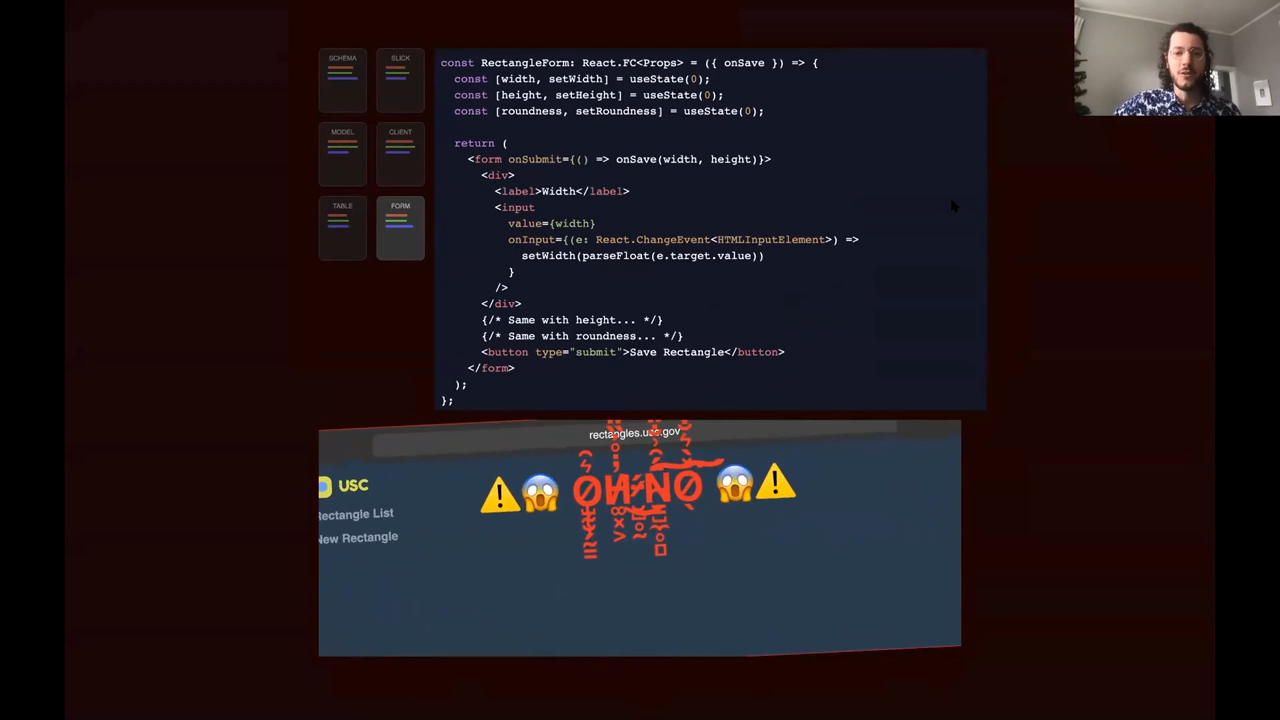 SCHEMA
SLICK
MODEL
CLIENT
TABLE
FORM
const RectangleForm: React.FC<Props> = ({ onSave }) => {
const [width, setWidth] = useState(0);
const [height, setHeight] = useState(0);
const [roundness, setRoundness] = useState(0);
return (
<form onSubmit={() => onSave(width, height)}>
<div>
<label>Width</label>
<input
value={width}
onInput={(e: React.ChangeEvent<HTMLInputElement>) =>
setWidth(parseFloat(e.target.value))
}
/>
</div>
{/* Same with height... */}
{/* Same with roundness... */}
<button type="submit">Save Rectangle</button>
</form>
);
};
rectangles.usc.gov
USC
Rectangle List
New Rectangle